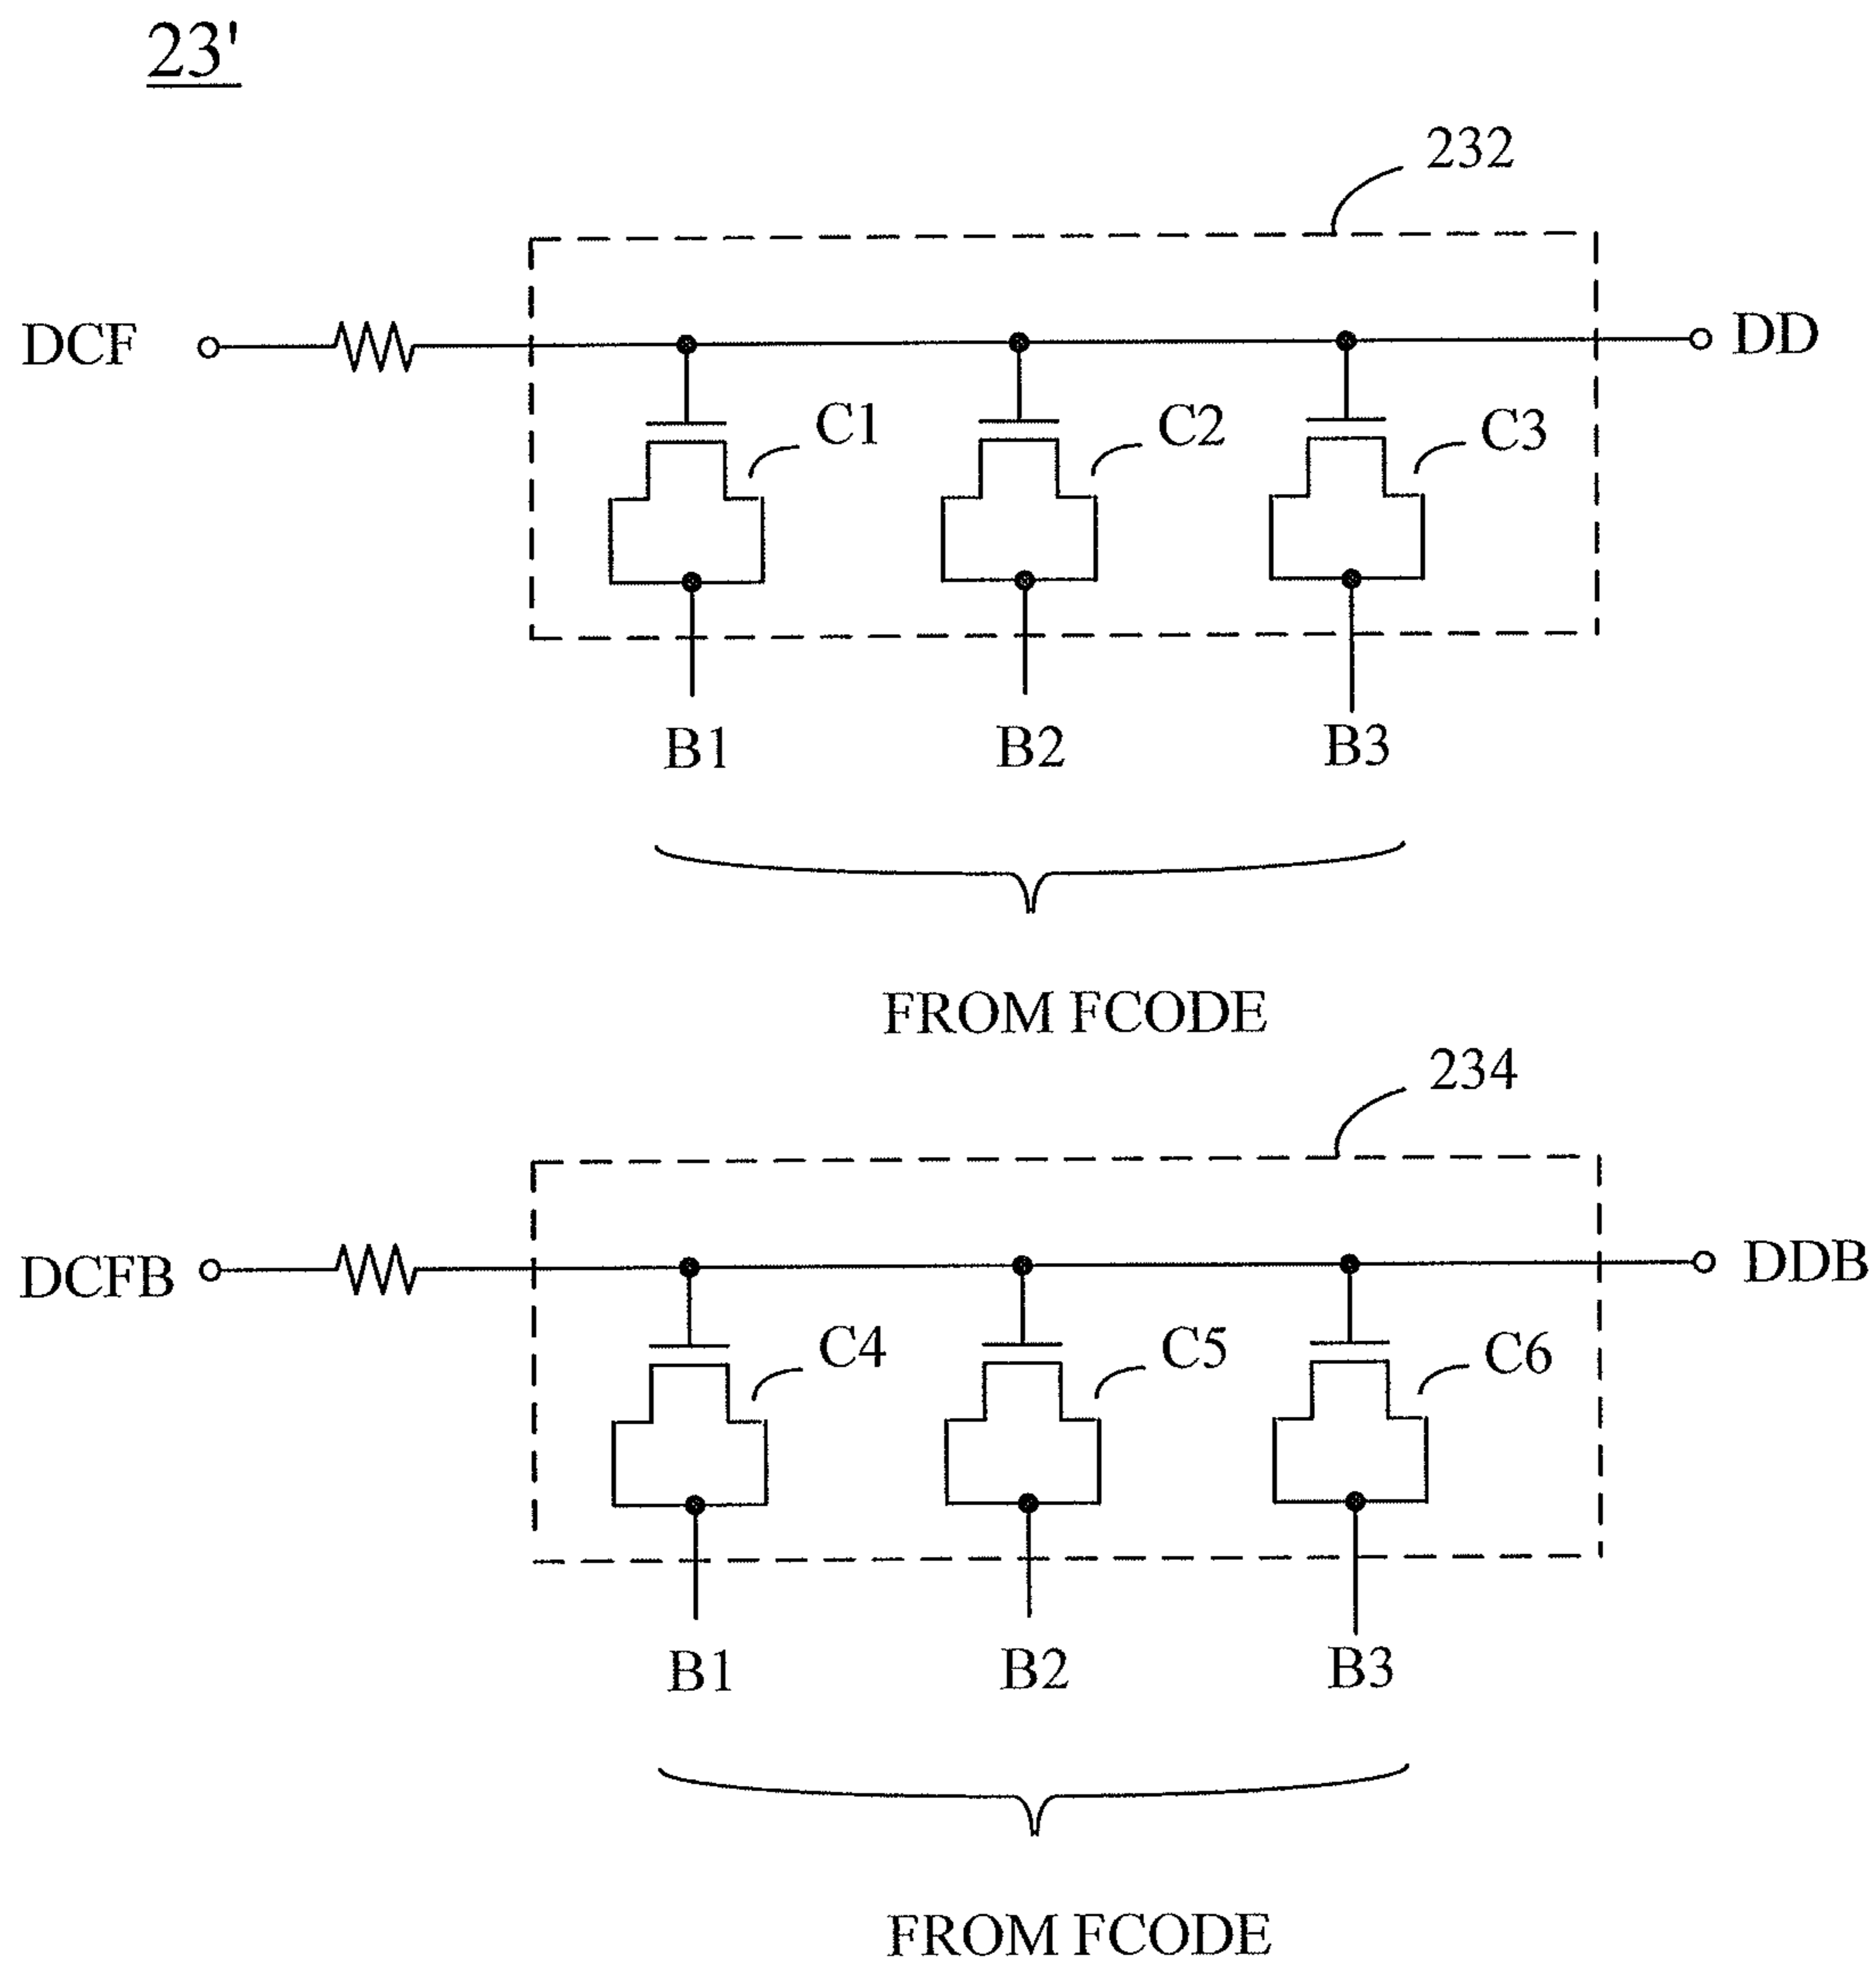 23'
232
DCF
DD
C1
C2
C3
B1
B2
B3
FROM FCODE
234
DCFB
DDB
C4
C5
C6
B1
B2
B3
FROM FCODE